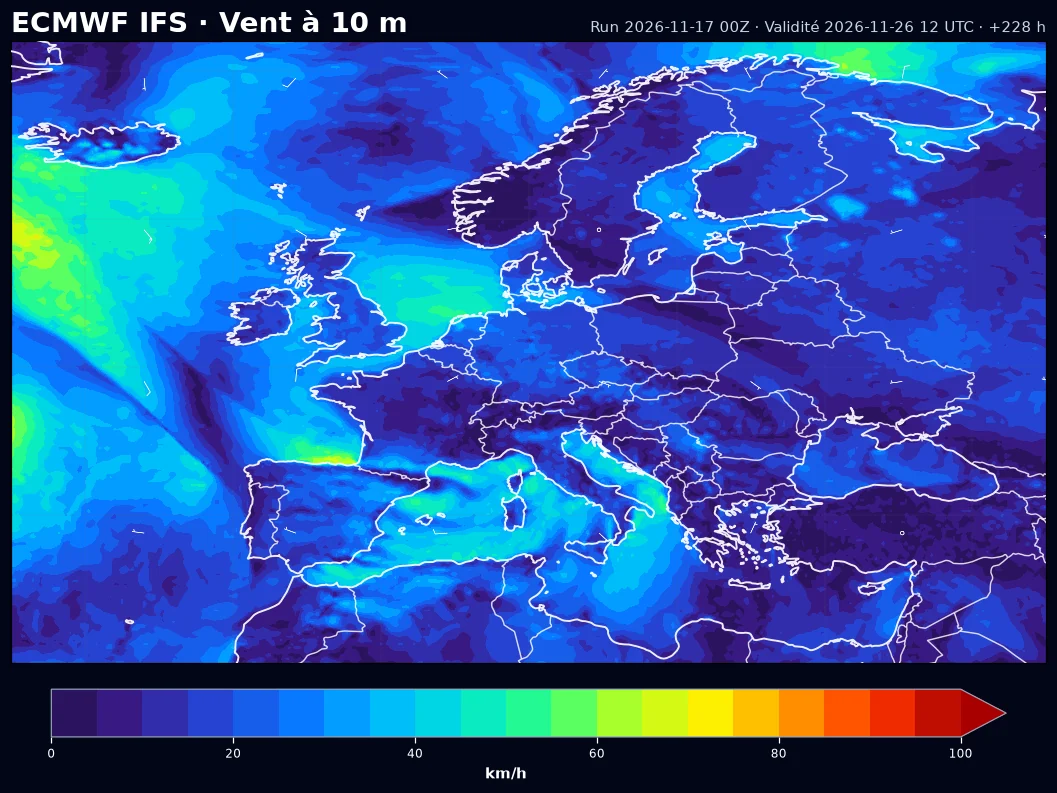 ECMWF IFS · Vent à 10 m
Run 2026-11-17 00Z · Validité 2026-11-26 12 UTC · +228 h
0 20 40 60 80 100
km/h